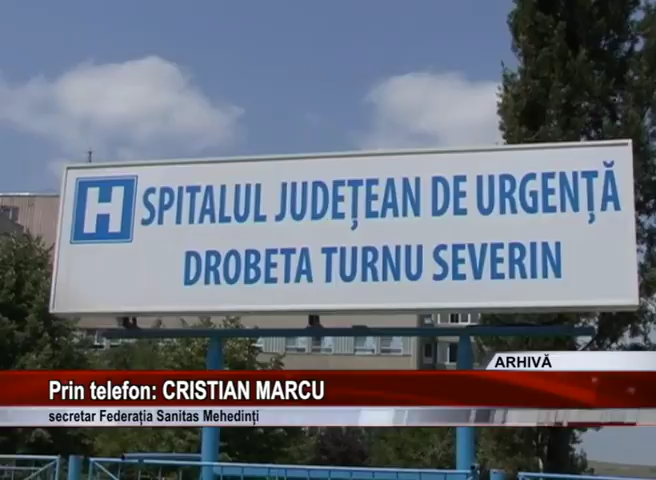 H SPITALUL JUDEȚEAN DE URGENȚĂ
DROBETA TURNU SEVERIN
ARHIVĂ
Prin telefon: CRISTIAN MARCU
secretar Federația Sanitas Mehedinți